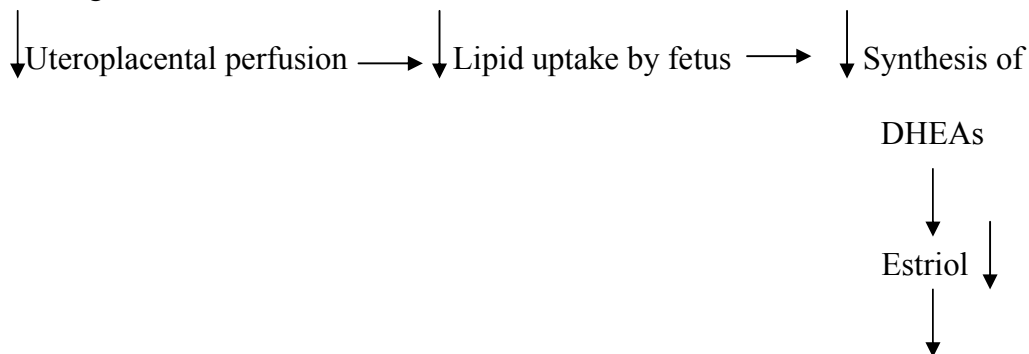 Uteroplacental perfusion Lipid uptake by fetus Synthesis of
DHEAs
Estriol